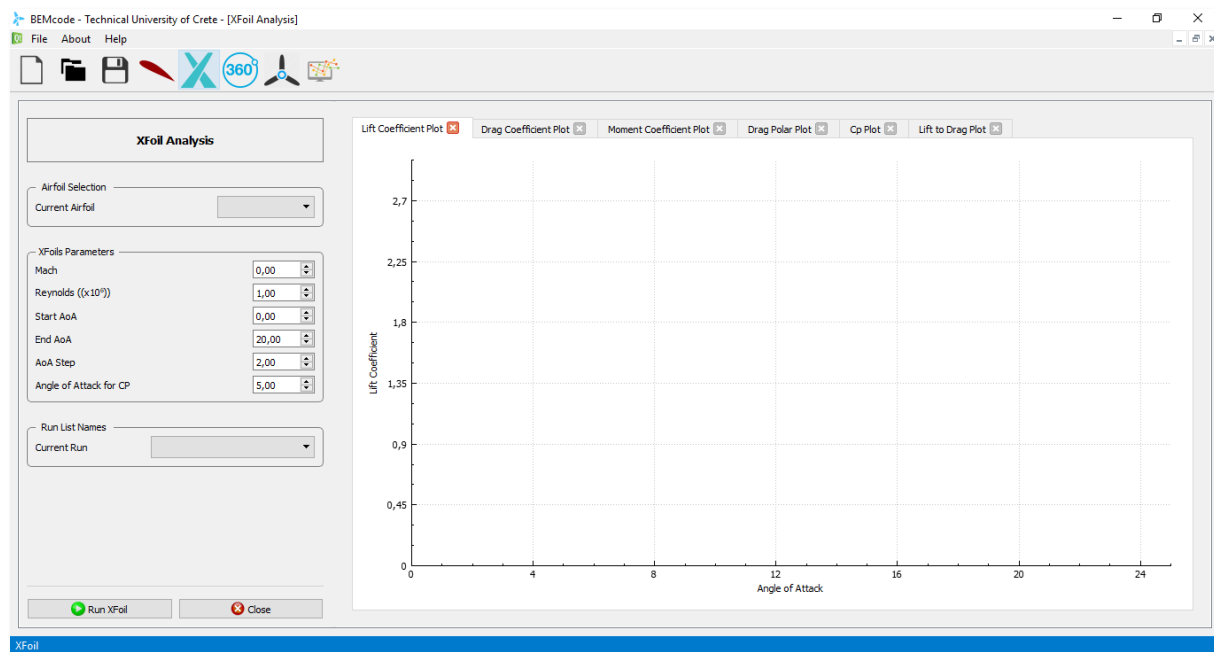 BEMcode - Technical University of Crete - [XFoil Analysis]
File About Help
360°
XFoil Analysis
Airfoil Selection
Current Airfoil
XFoils Parameters
Mach 0,00
Reynolds ((x10⁶)) 1,00
Start AoA 0,00
End AoA 20,00
AoA Step 2,00
Angle of Attack for CP 5,00
Run List Names
Current Run
Run XFoil Close
Lift Coefficient Plot Drag Coefficient Plot Moment Coefficient Plot Drag Polar Plot Cp Plot Lift to Drag Plot
2,7
2,25
1,8
1,35
0,9
0,45
0
Lift Coefficient
0 4 8 12 16 20 24
Angle of Attack
XFoil